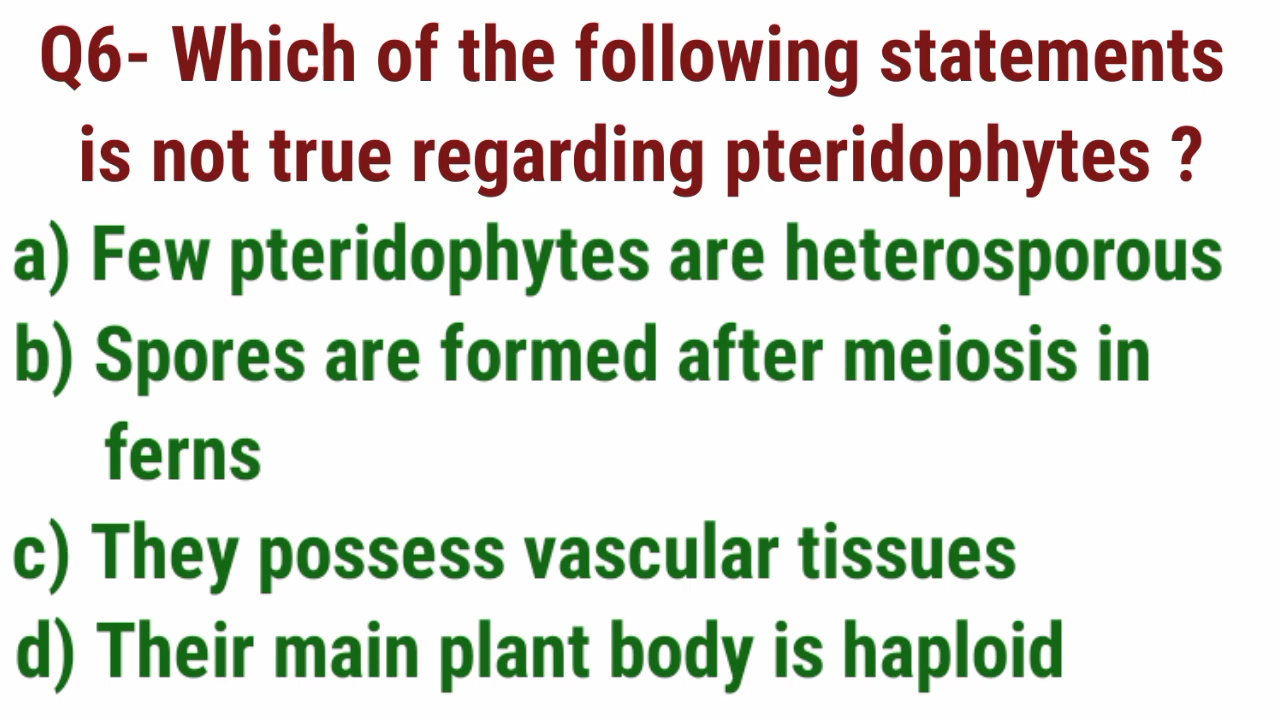 Q6- Which of the following statements
is not true regarding pteridophytes ?
a) Few pteridophytes are heterosporous
b) Spores are formed after meiosis in
ferns
c) They possess vascular tissues
d) Their main plant body is haploid